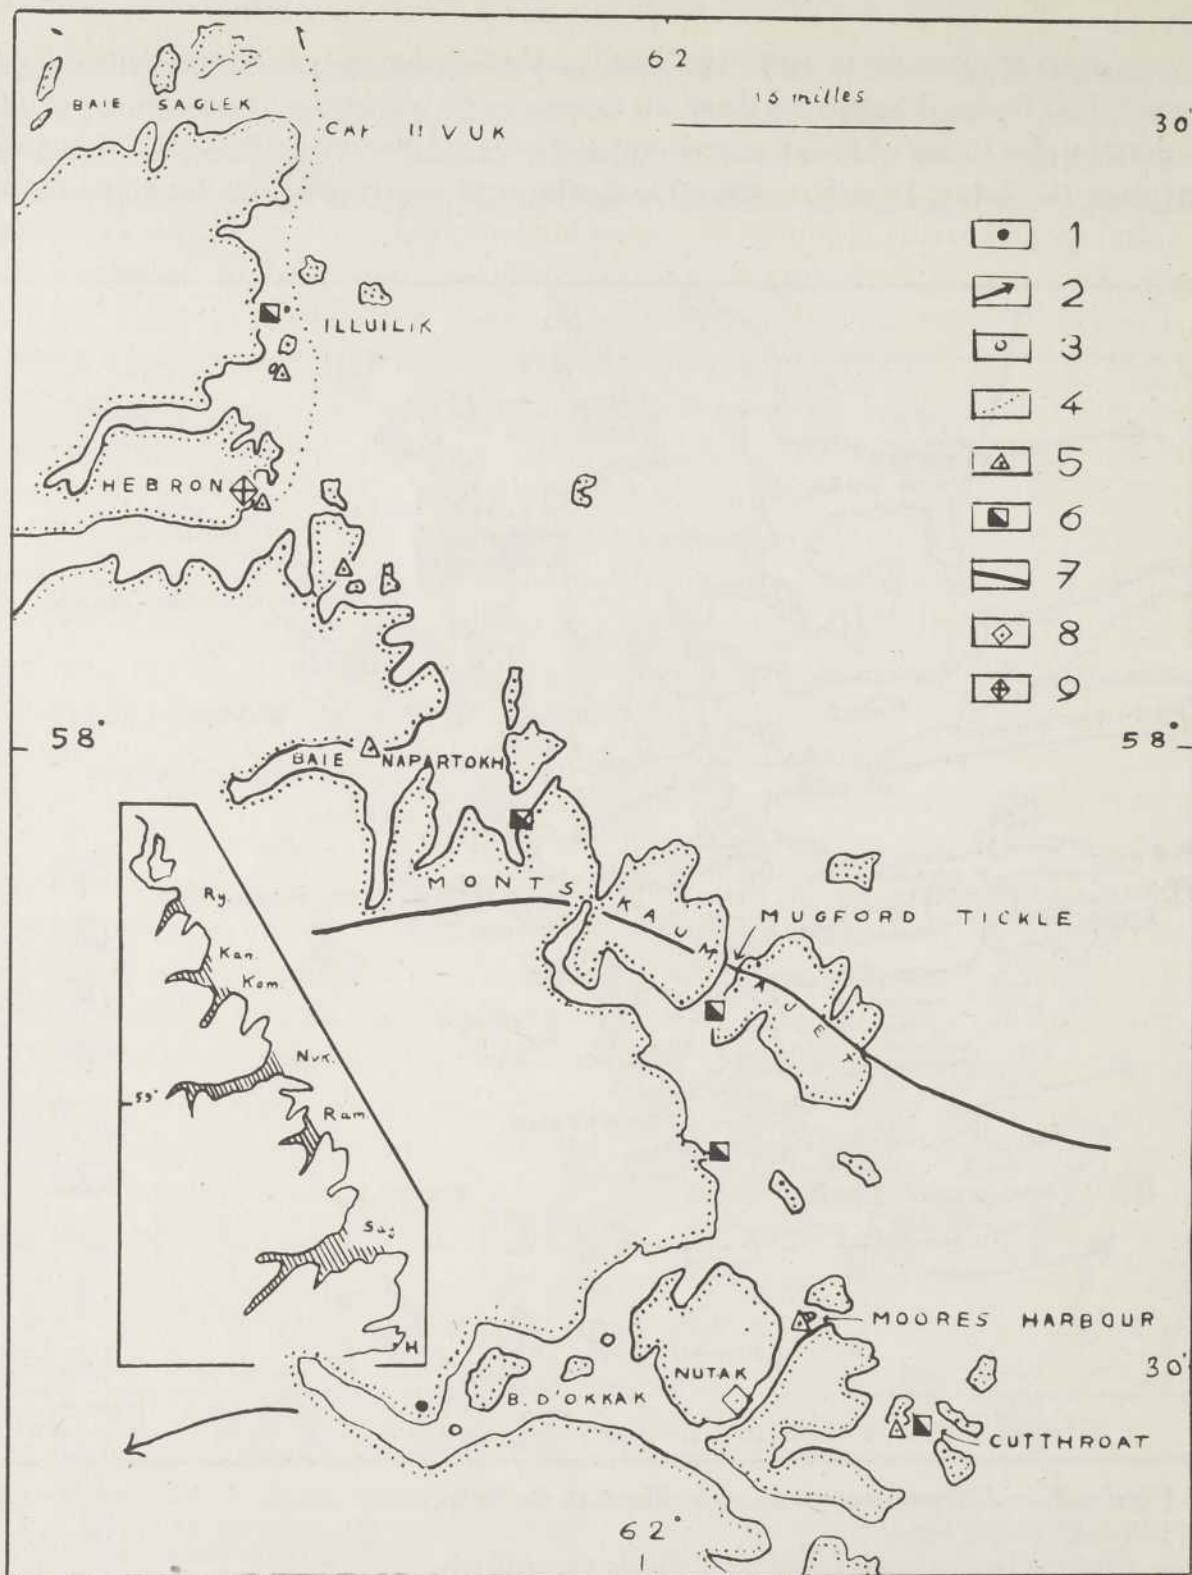 62
15 milles
30'
BAIE SAGLEK
VUK
1
2
3
4
5
6
7
8
9
ILLUILIK
HEBRON
58°
58°
BAIE NAPARTOKH
MONTS KAUMAJET
MUGFORD TICKLE
Ry.
Kan.
Kom.
Nuk.
59°
Ram.
Sag
H
MOORES HARBOUR
30'
NUTAK
B. D'OKKAK
CUTTHROAT
62°